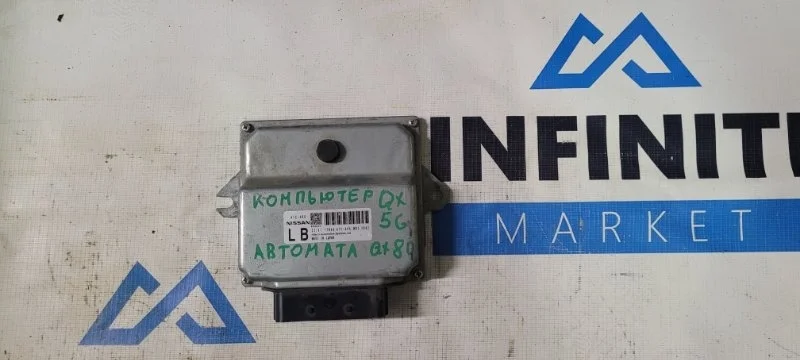 INFINITI
MARKET
КОМПЬЮТЕР QX
56
NISSAN
LB
АВТОМАТА QX80